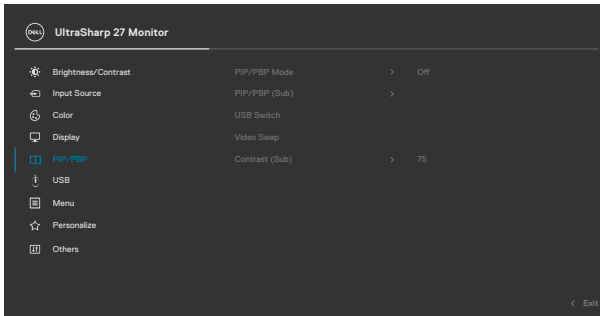 DELL UltraSharp 27 Monitor
Brightness/Contrast PIP/PBP Mode > Off
Input Source PIP/PBP (Sub) >
Color USB Switch
Display Video Swap
PIP/PBP Contrast (Sub) > 75
USB
Menu
Personalize
Others
< Exit